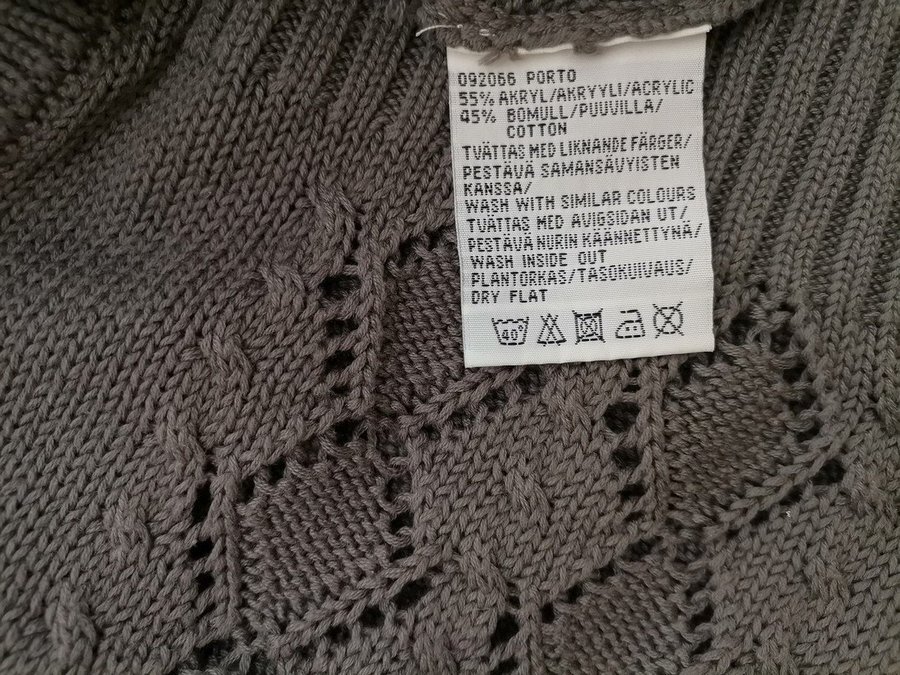 092066 PORTO
55% AKRYL/AKRYYLI/ACRYLIC
45% BOMULL/PUUVILLA/
COTTON
TVÄTTAS MED LIKNANDE FÄRGER/
PESTÄVÄ SAMANSÄVYISTEN
KANSSA/
WASH WITH SIMILAR COLOURS
TVÄTTAS MED AVIGSIDAN UT/
PESTÄVÄ NURIN KÄÄNNETTYNÄ/
WASH INSIDE OUT
PLANTORKAS/TASOKUIVAUS/
DRY FLAT
40°